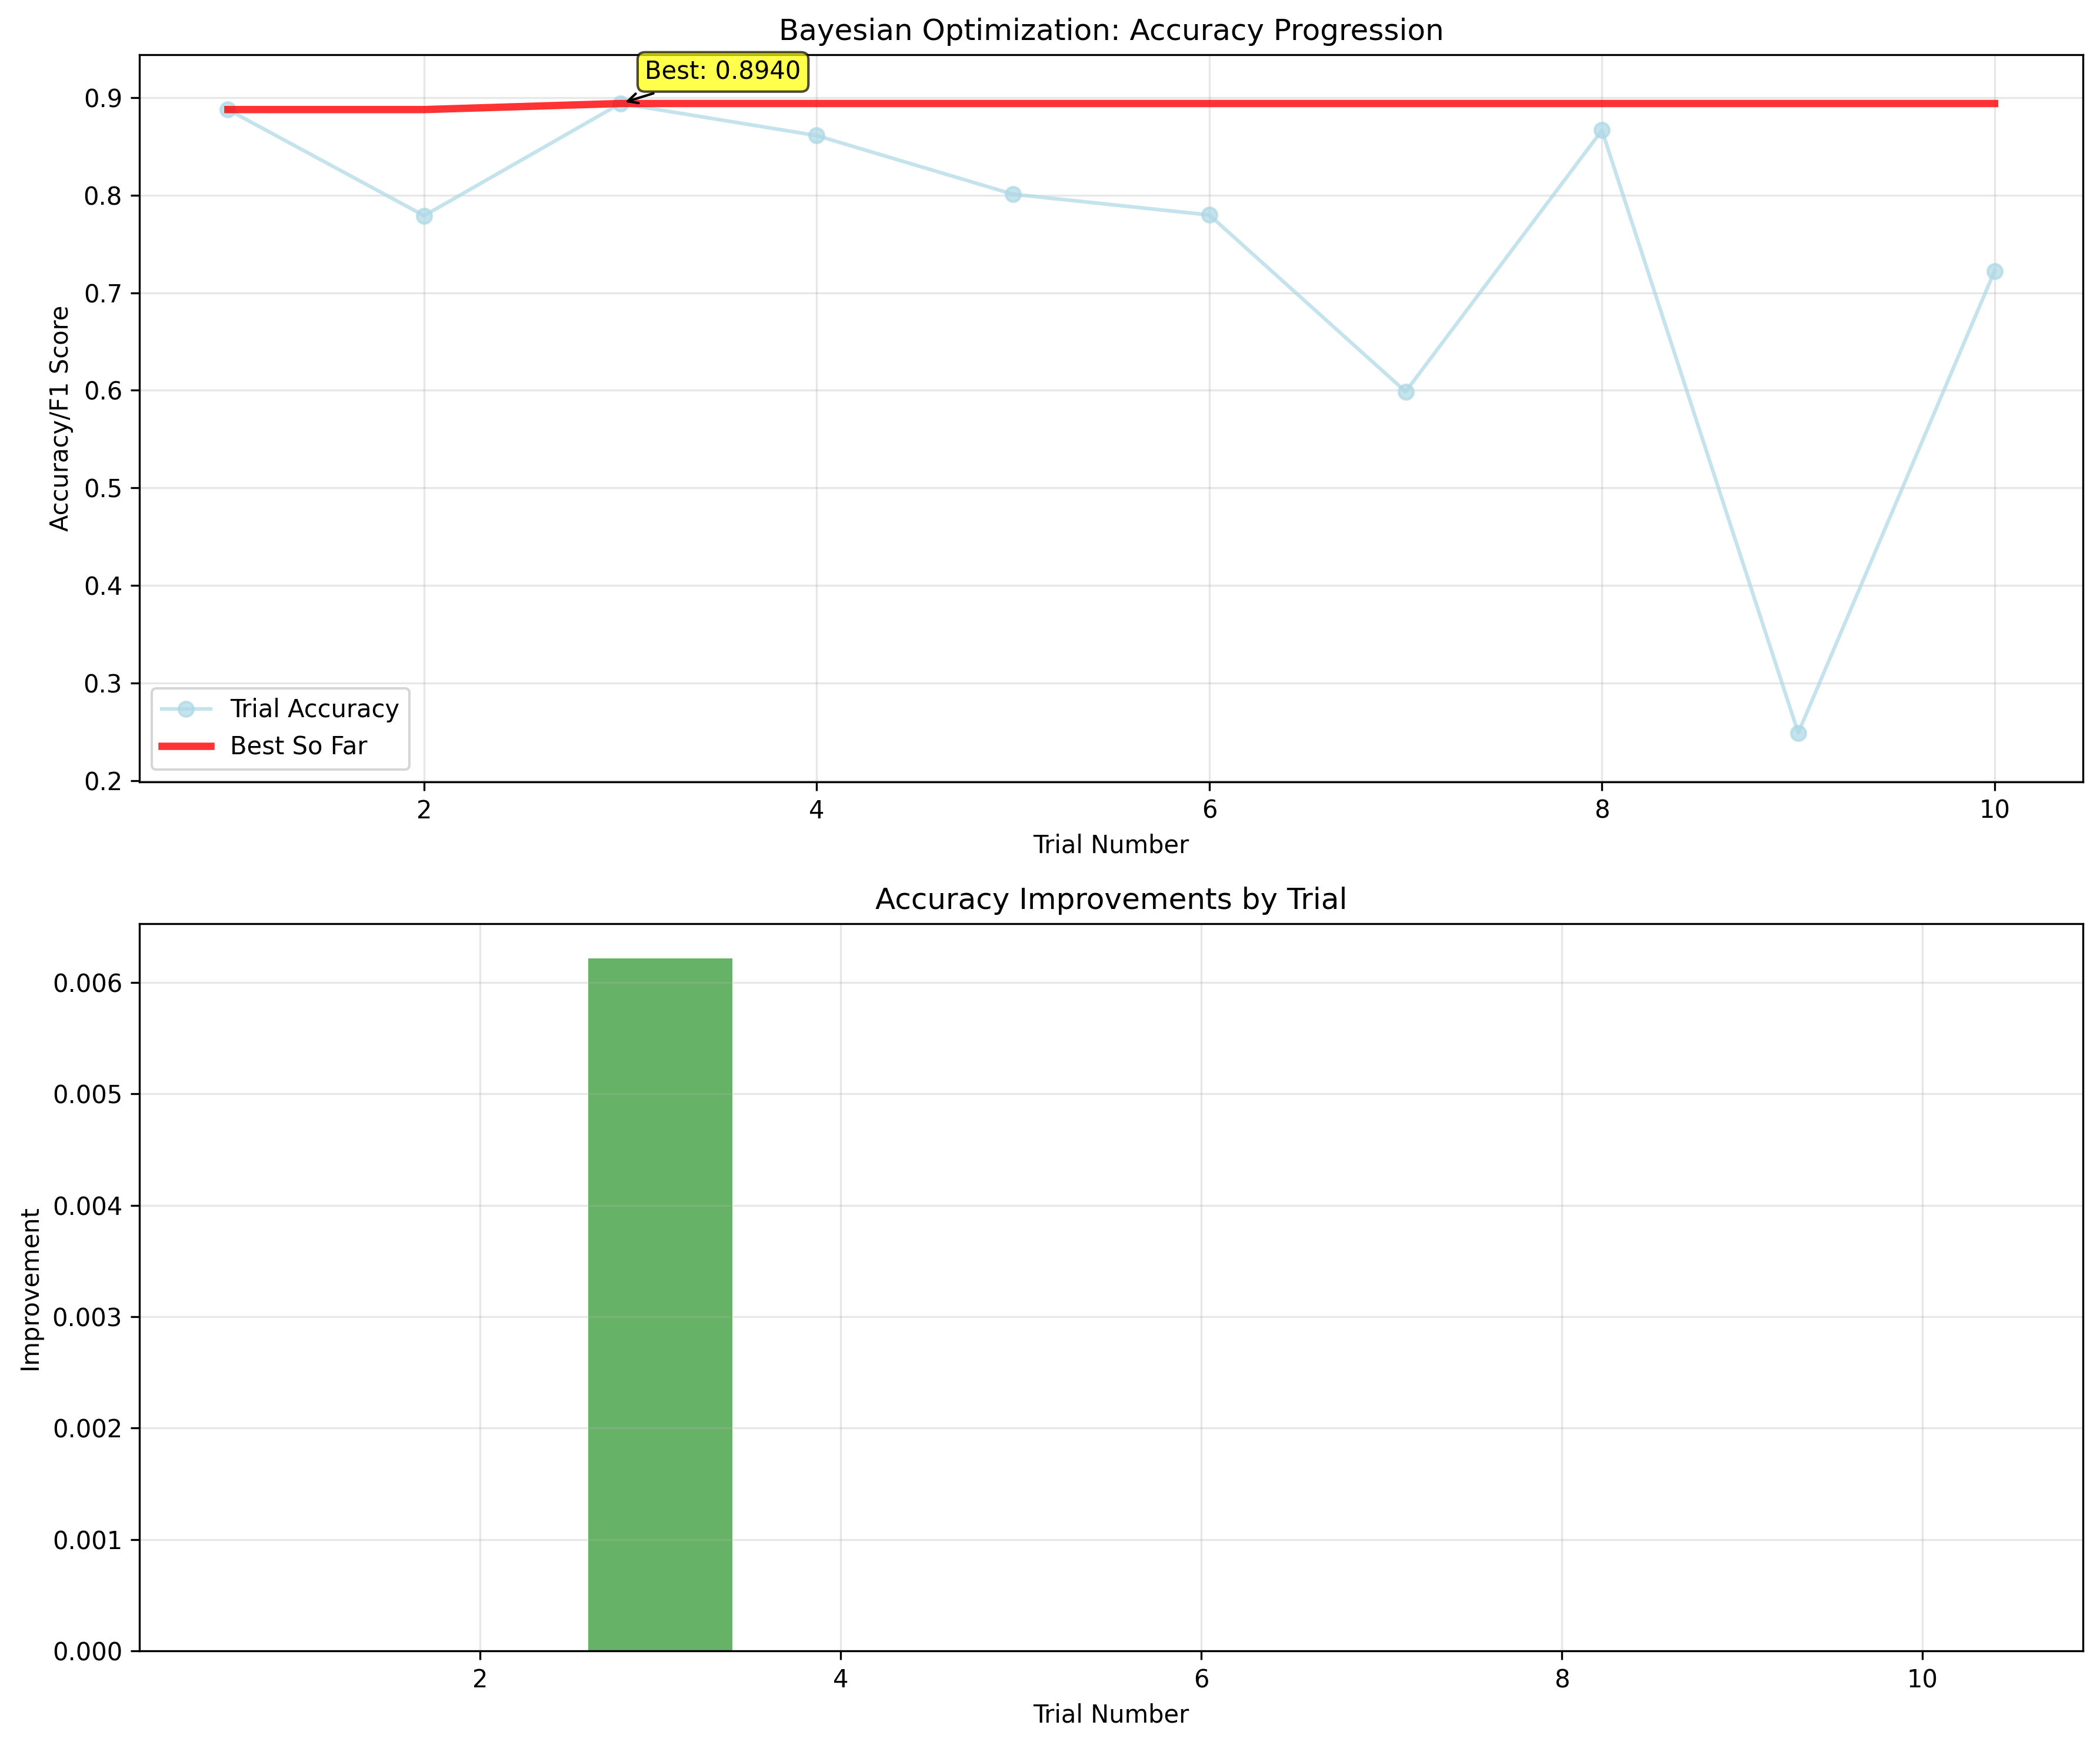 Bayesian Optimization: Accuracy Progression
Best: 0.8940
Accuracy/F1 Score
0.9
0.8
0.7
0.6
0.5
0.4
0.3
0.2
Trial Accuracy
Best So Far
2 4 6 8 10
Trial Number
Accuracy Improvements by Trial
Improvement
0.006
0.005
0.004
0.003
0.002
0.001
0.000
2 4 6 8 10
Trial Number